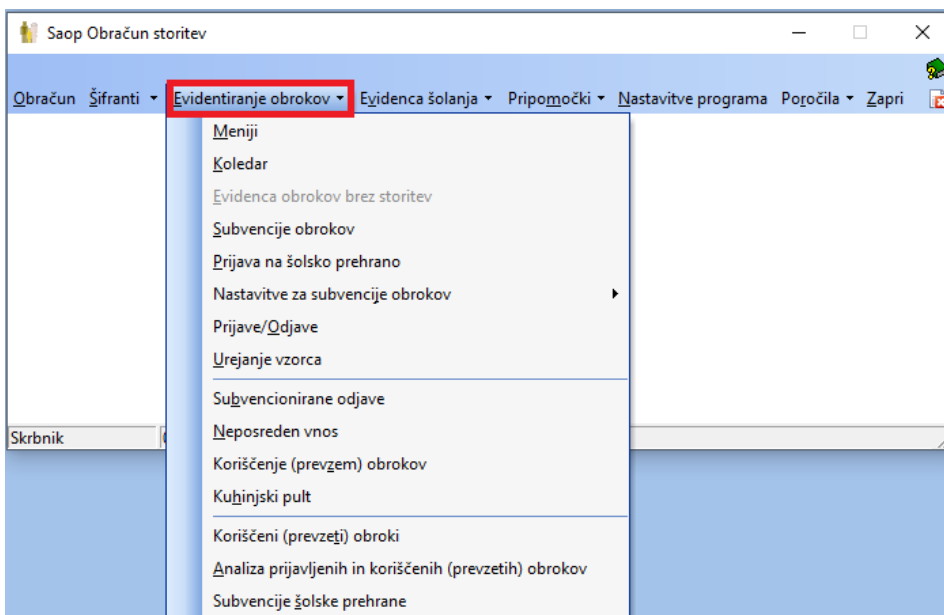 Saop Obračun storitev
Obračun Šifranti Evidentiranje obrokov Evidenca šolanja Pripomočki Nastavitve programa Poročila Zapri
Meniji
Koledar
Evidenca obrokov brez storitev
Subvencije obrokov
Prijava na šolsko prehrano
Nastavitve za subvencije obrokov
Prijave/Odjave
Urejanje vzorca
Subvencionirane odjave
Neposreden vnos
Skrbnik
Koriščenje (prevzem) obrokov
Kuhinjski pult
Koriščeni (prevzeti) obroki
Analiza prijavljenih in koriščenih (prevzetih) obrokov
Subvencije šolske prehrane